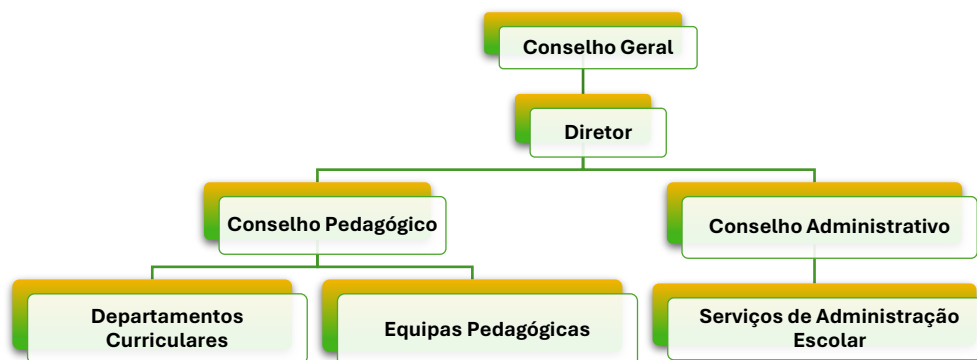 Conselho Geral
Diretor
Conselho Pedagógico
Conselho Administrativo
Departamentos
Curriculares
Equipas Pedagógicas
Serviços de Administração
Escolar